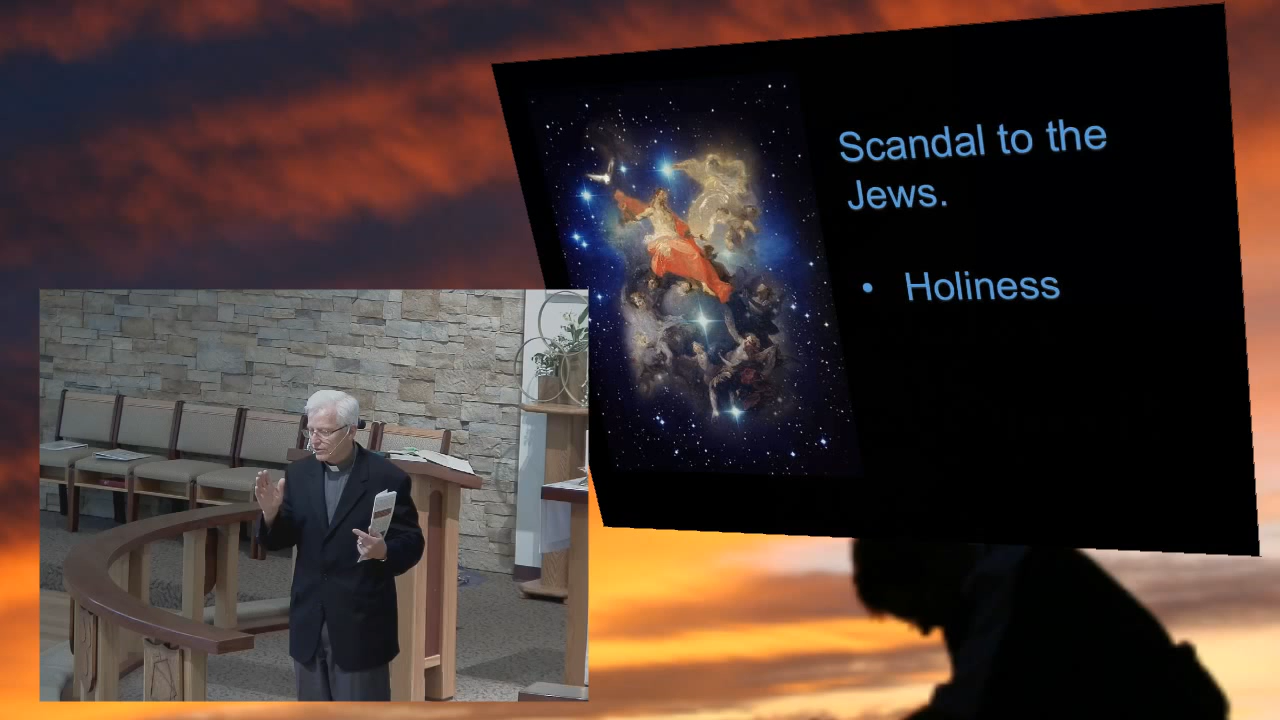 Scandal to the
Jews.
• Holiness